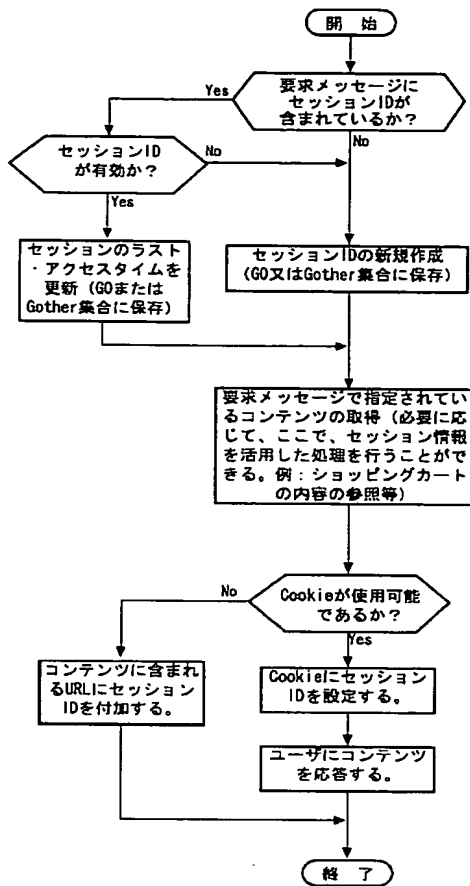 開 始
要求メッセージに
セッションIDが
含まれているか?
Yes
No
セッションID
が有効か?
No
Yes
セッションのラスト
・アクセスタイムを
更新(G0または
Gother集合に保存)
セッションIDの新規作成
(G0又はGother集合に保存)
要求メッセージで指定されてい
るコンテンツの取得(必要に応
じて、ここで、セッション情報
を活用した処理を行うことがで
きる。例:ショッピングカート
の内容の参照等)
Cookieが使用可能
であるか?
No
Yes
コンテンツに含まれ
るURLにセッション
IDを付加する。
Cookieにセッション
IDを設定する。
ユーザにコンテンツ
を応答する。
終 了